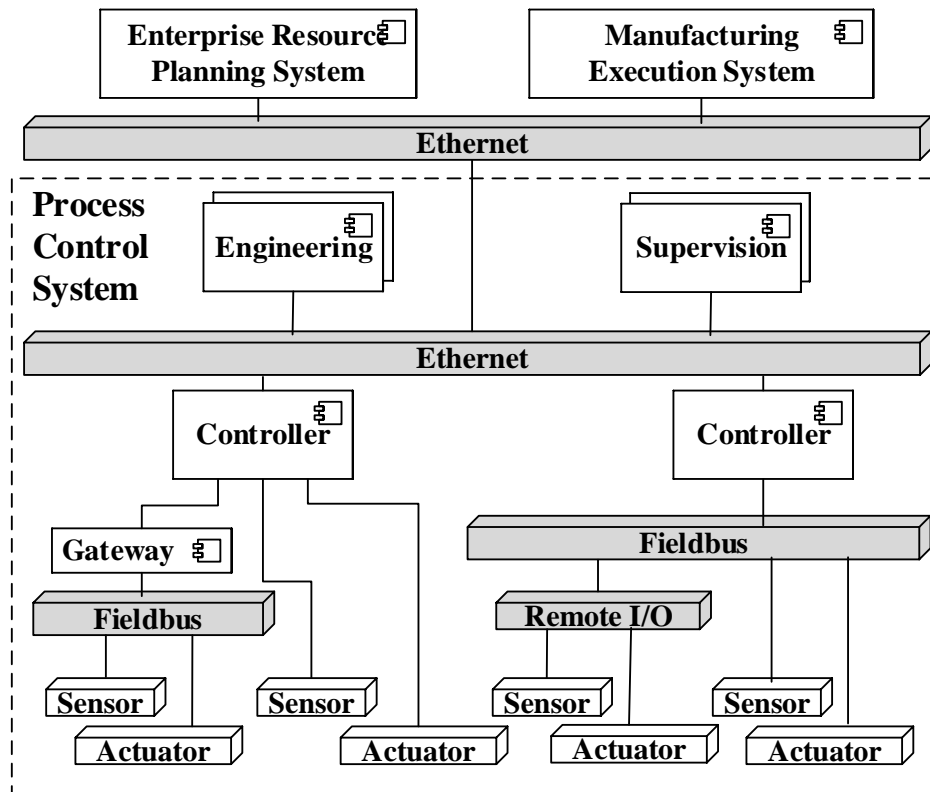 Enterprise Resource
Planning System
Manufacturing
Execution System
Ethernet
Process
Control
System
Engineering
Supervision
Ethernet
Controller
Controller
Gateway
Fieldbus
Fieldbus
Remote I/O
Sensor
Sensor
Sensor
Sensor
Actuator
Actuator
Actuator
Actuator